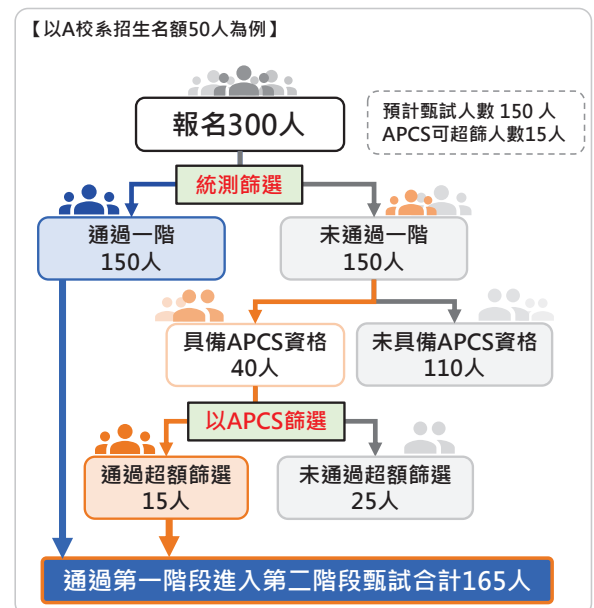 【以A校系招生名額50人為例】
報名300人
預計甄試人數 150 人
APCS可超篩人數15人
統測篩選
通過一階
150人
未通過一階
150人
具備APCS資格
40人
未具備APCS資格
110人
以APCS篩選
通過超額篩選
15人
未通過超額篩選
25人
通過第一階段進入第二階段甄試合計165人